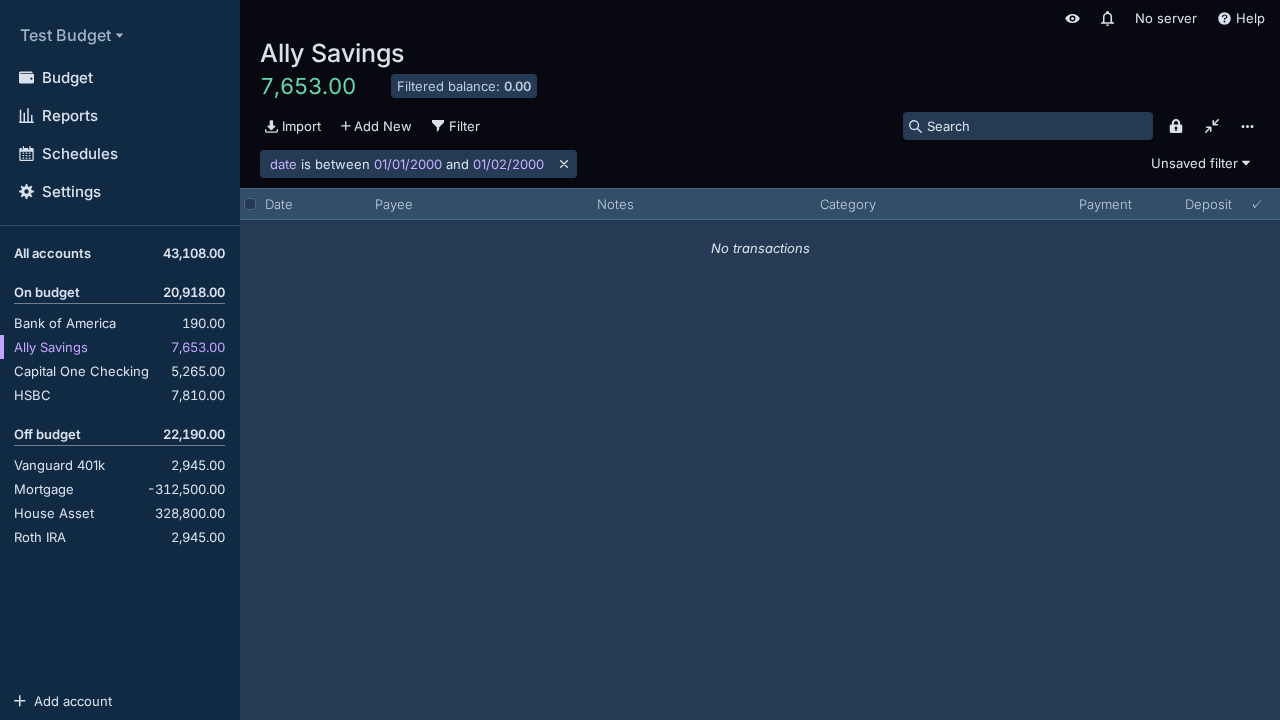 Test Budget
Budget
Reports
Schedules
Settings
All accounts 43,108.00
On budget 20,918.00
Bank of America 190.00
Ally Savings 7,653.00
Capital One Checking 5,265.00
HSBC 7,810.00
Off budget 22,190.00
Vanguard 401k 2,945.00
Mortgage -312,500.00
House Asset 328,800.00
Roth IRA 2,945.00
Add account
No server Help
Ally Savings
7,653.00 Filtered balance: 0.00
Import Add New Filter Search
date is between 01/01/2000 and 01/02/2000 Unsaved filter
Date Payee Notes Category Payment Deposit ✓
No transactions